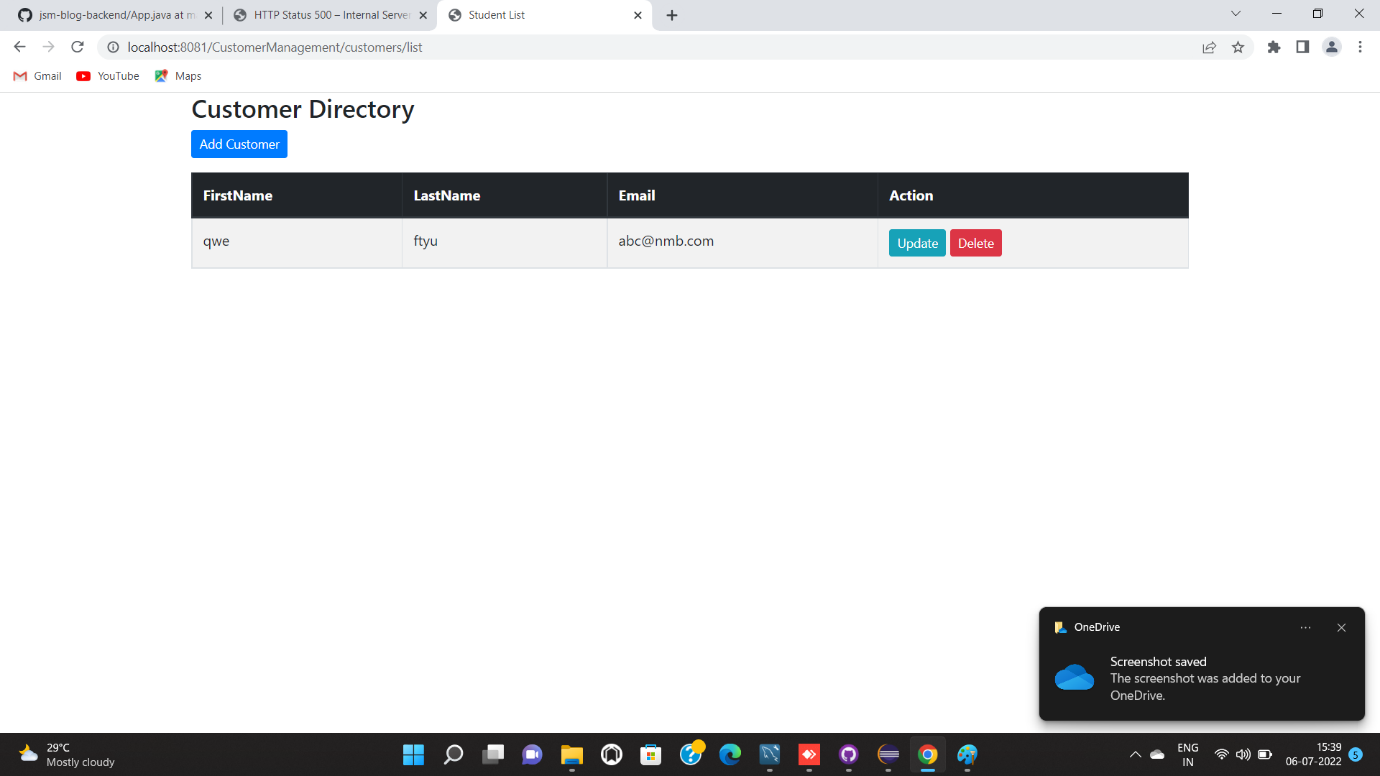 jsm-blog-backend/App.java at m
HTTP Status 500 – Internal Server
Student List
localhost:8081/CustomerManagement/customers/list
Gmail
YouTube
Maps
Customer Directory
Add Customer
FirstName LastName Email Action
qwe ftyu abc@nmb.com Update Delete
OneDrive
Screenshot saved
The screenshot was added to your
OneDrive.
29°C
Mostly cloudy
ENG
IN
15:39
06-07-2022
5